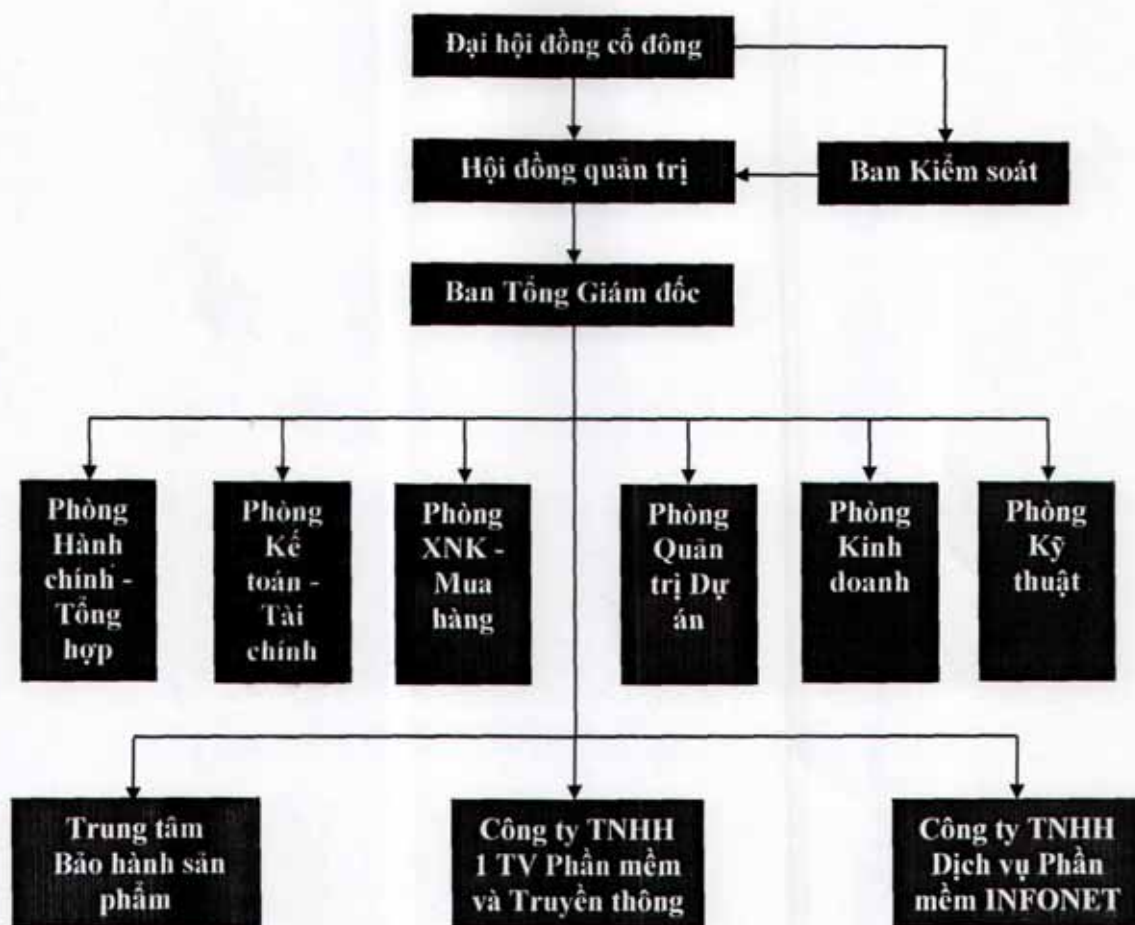 Đại hội đồng cổ đông
Hội đồng quản trị
Ban Kiểm soát
Ban Tổng Giám đốc
Phòng
Hành
chính -
Tổng
hợp
Phòng
Kế
toán -
Tài
chính
Phòng
XNK -
Mua
hàng
Phòng
Quản
trị Dự
án
Phòng
Kinh
doanh
Phòng
Kỹ
thuật
Trung tâm
Bảo hành sản
phẩm
Công ty TNHH
1 TV Phần mềm
và Truyền thông
Công ty TNHH
Dịch vụ Phần
mềm INFONET